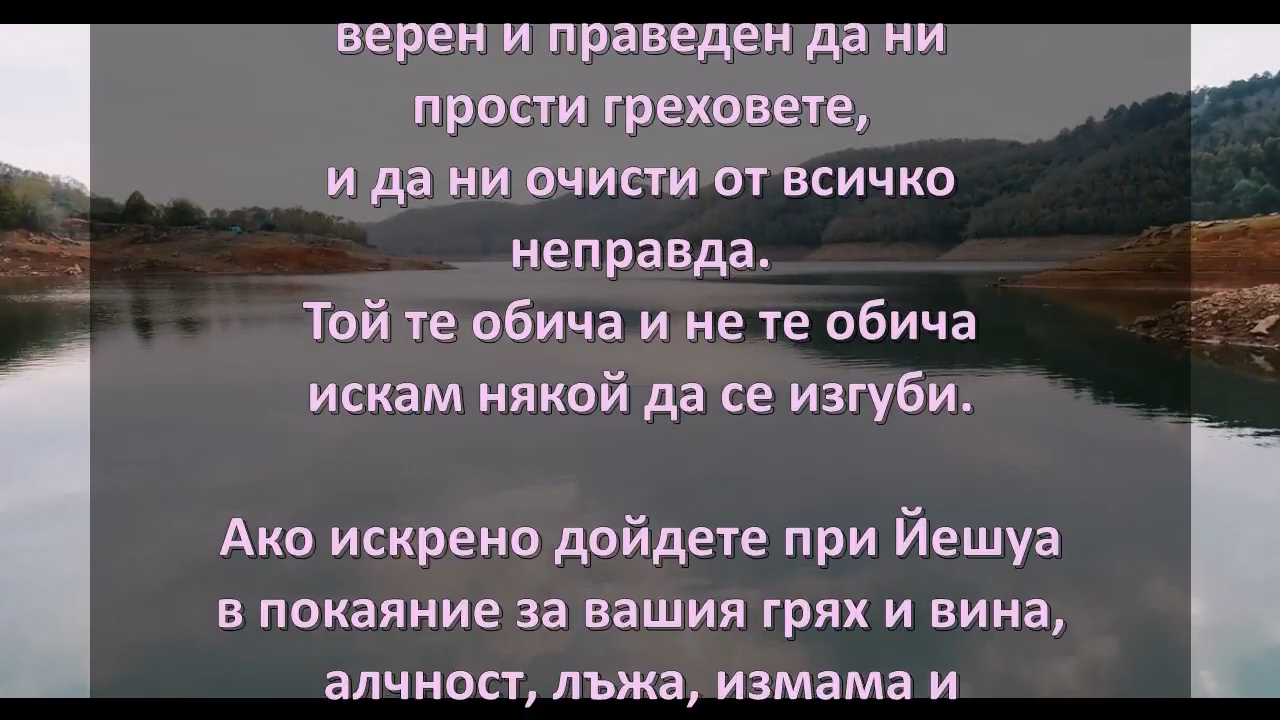 верен и праведен да ни
прости греховете,
и да ни очисти от всичко
неправда.
Той те обича и не те обича
искам някой да се изгуби.
Ако искрено дойдете при Йешуа
в покаяние за вашия грях и вина,
алчност, лъжа, измама и